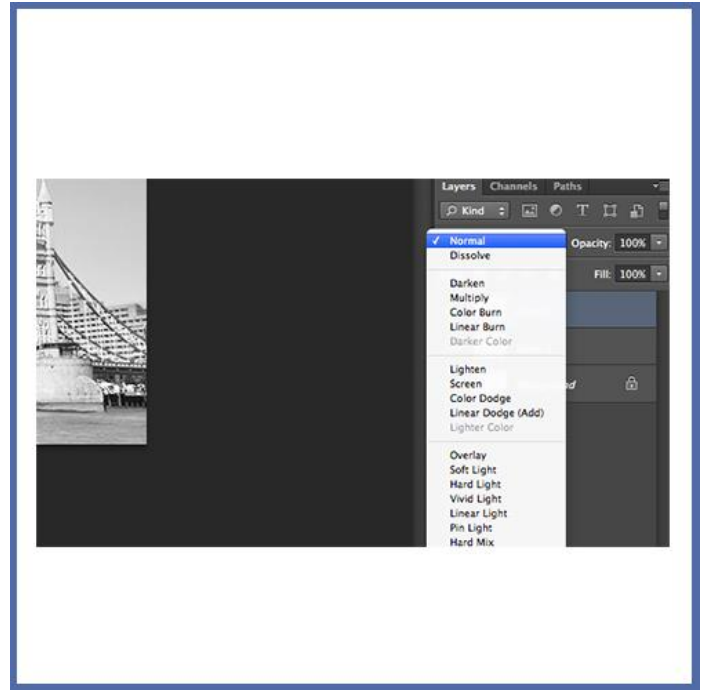 Layers Channels Paths
Kind T
Normal Opacity: 100%
Dissolve
Fill: 100%
Darken
Multiply
Color Burn
Linear Burn
Darker Color
Lighten
Screen
Color Dodge
Linear Dodge (Add)
Lighter Color
Overlay
Soft Light
Hard Light
Vivid Light
Linear Light
Pin Light
Hard Mix